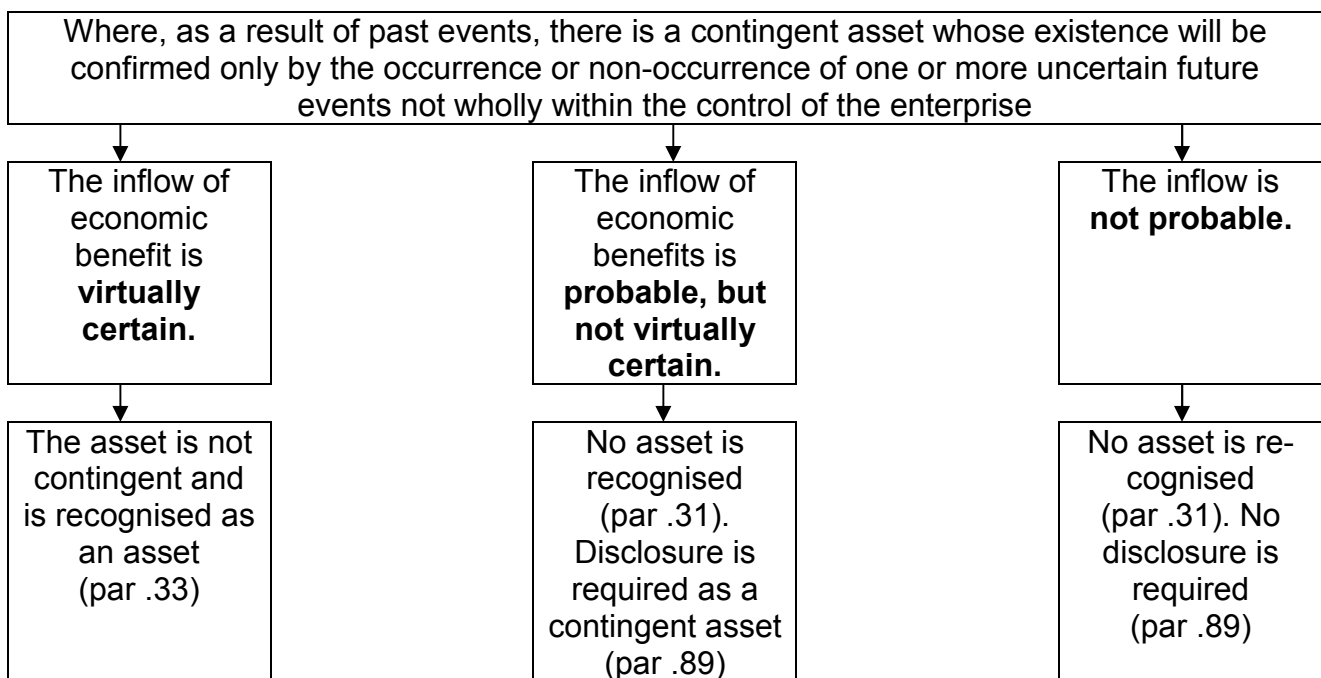 Where, as a result of past events, there is a contingent asset whose existence will be
confirmed only by the occurrence or non-occurrence of one or more uncertain future
events not wholly within the control of the enterprise
The inflow of
economic
benefit is
virtually
certain.
The inflow of
economic
benefits is
probable, but
not virtually
certain.
The inflow is
not probable.
The asset is not
contingent and
is recognised as
an asset
(par .33)
No asset is
recognised
(par .31).
Disclosure is
required as a
contingent asset
(par .89)
No asset is re-
cognised
(par .31). No
disclosure is
required
(par .89)